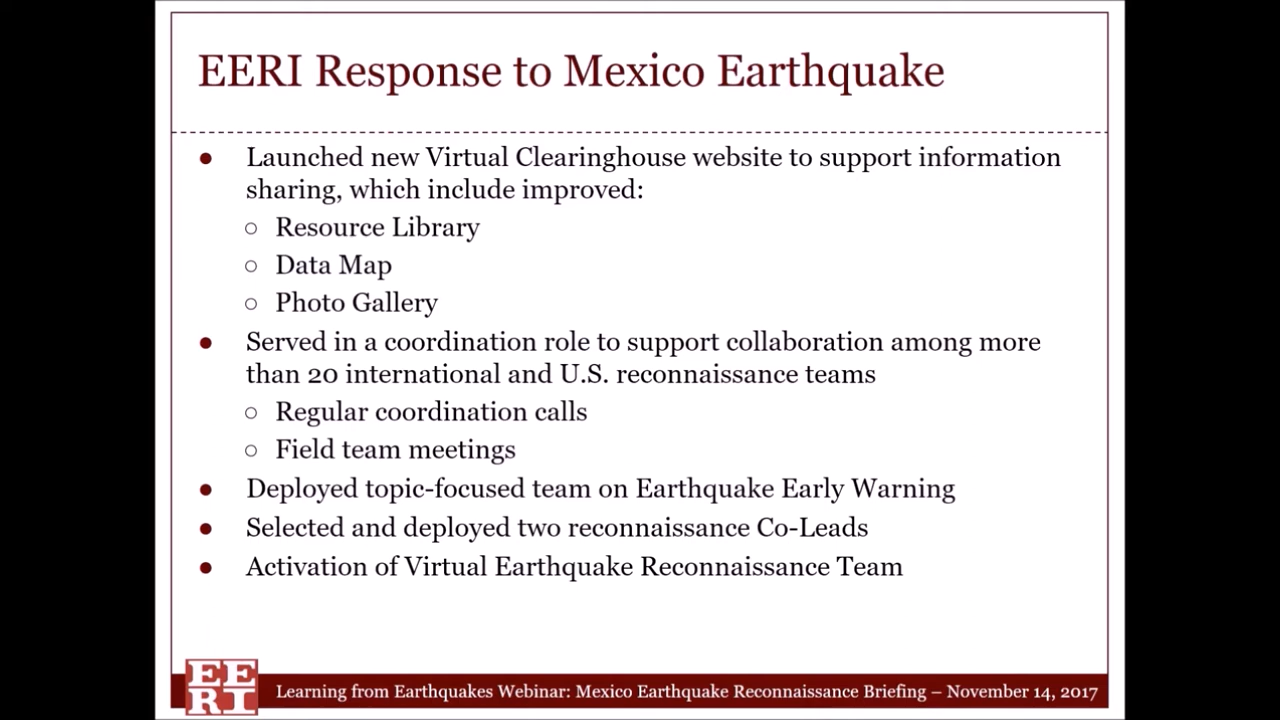 EERI Response to Mexico Earthquake
● Launched new Virtual Clearinghouse website to support information
sharing, which include improved:
○ Resource Library
○ Data Map
○ Photo Gallery
● Served in a coordination role to support collaboration among more
than 20 international and U.S. reconnaissance teams
○ Regular coordination calls
○ Field team meetings
● Deployed topic-focused team on Earthquake Early Warning
● Selected and deployed two reconnaissance Co-Leads
● Activation of Virtual Earthquake Reconnaissance Team
EE
RI
Learning from Earthquakes Webinar: Mexico Earthquake Reconnaissance Briefing – November 14, 2017